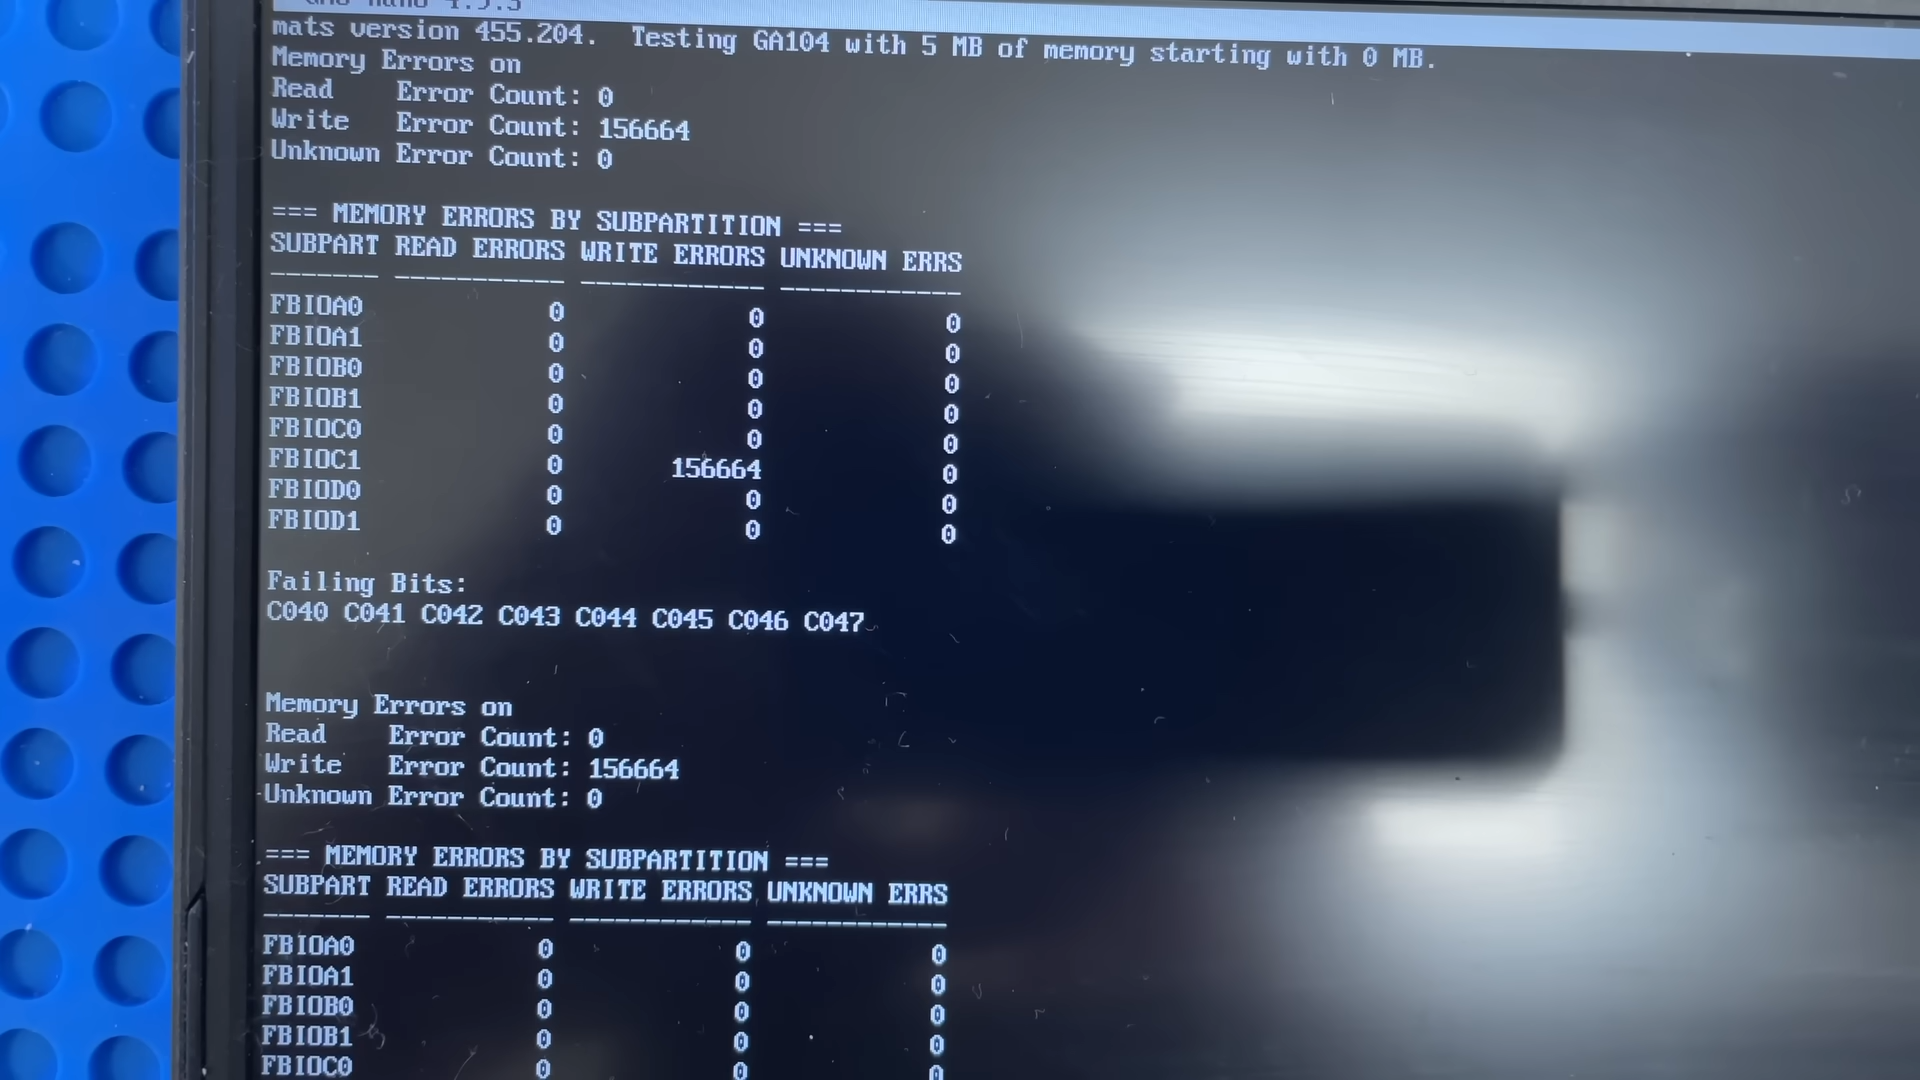 mats version 455.204. Testing GA104 with 5 MB of memory starting with 0 MB.
Memory Errors on
Read Error Count: 0
Write Error Count: 156664
Unknown Error Count: 0
=== MEMORY ERRORS BY SUBPARTITION ===
SUBPART READ ERRORS WRITE ERRORS UNKNOWN ERRS
------- ------------ ------------ ------------
FBIOA0 0 0 0
FBIOA1 0 0 0
FBIOB0 0 0 0
FBIOB1 0 0 0
FBIOC0 0 0 0
FBIOC1 0 156664 0
FBIOD0 0 0 0
FBIOD1 0 0 0
Failing Bits:
C040 C041 C042 C043 C044 C045 C046 C047
Memory Errors on
Read Error Count: 0
Write Error Count: 156664
Unknown Error Count: 0
=== MEMORY ERRORS BY SUBPARTITION ===
SUBPART READ ERRORS WRITE ERRORS UNKNOWN ERRS
------- ------------ ------------ ------------
FBIOA0 0 0 0
FBIOA1 0 0 0
FBIOB0 0 0 0
FBIOB1 0 0 0
FBIOC0 0 0 0